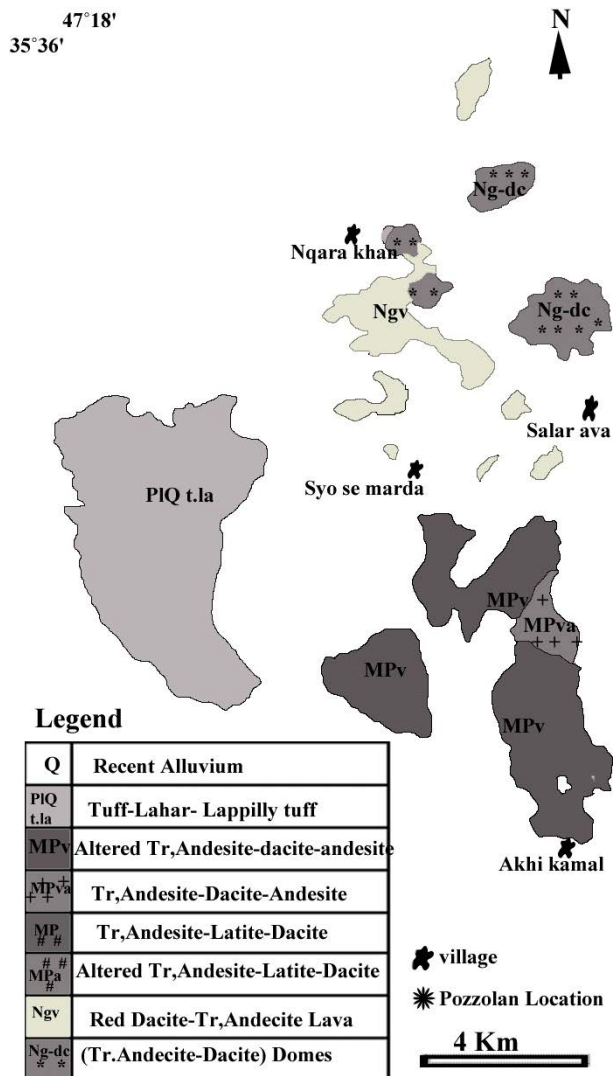 47°18'
35°36'
N
Ng-dc
Nqara khan
Ngv
Ng-dc
Salar ava
Syo se marda
PlQ t.la
MPv
MPva
MPv
MPv
Akhi kamal
Legend
Q Recent Alluvium
PlQ t.la Tuff-Lahar- Lappilly tuff
MPv Altered Tr,Andesite-dacite-andesite
MPva Tr,Andesite-Dacite-Andesite
MP Tr,Andesite-Latite-Dacite
MPa Altered Tr,Andesite-Latite-Dacite
Ngv Red Dacite-Tr,Andecite Lava
Ng-dc (Tr.Andecite-Dacite) Domes
village
Pozzolan Location
4 Km